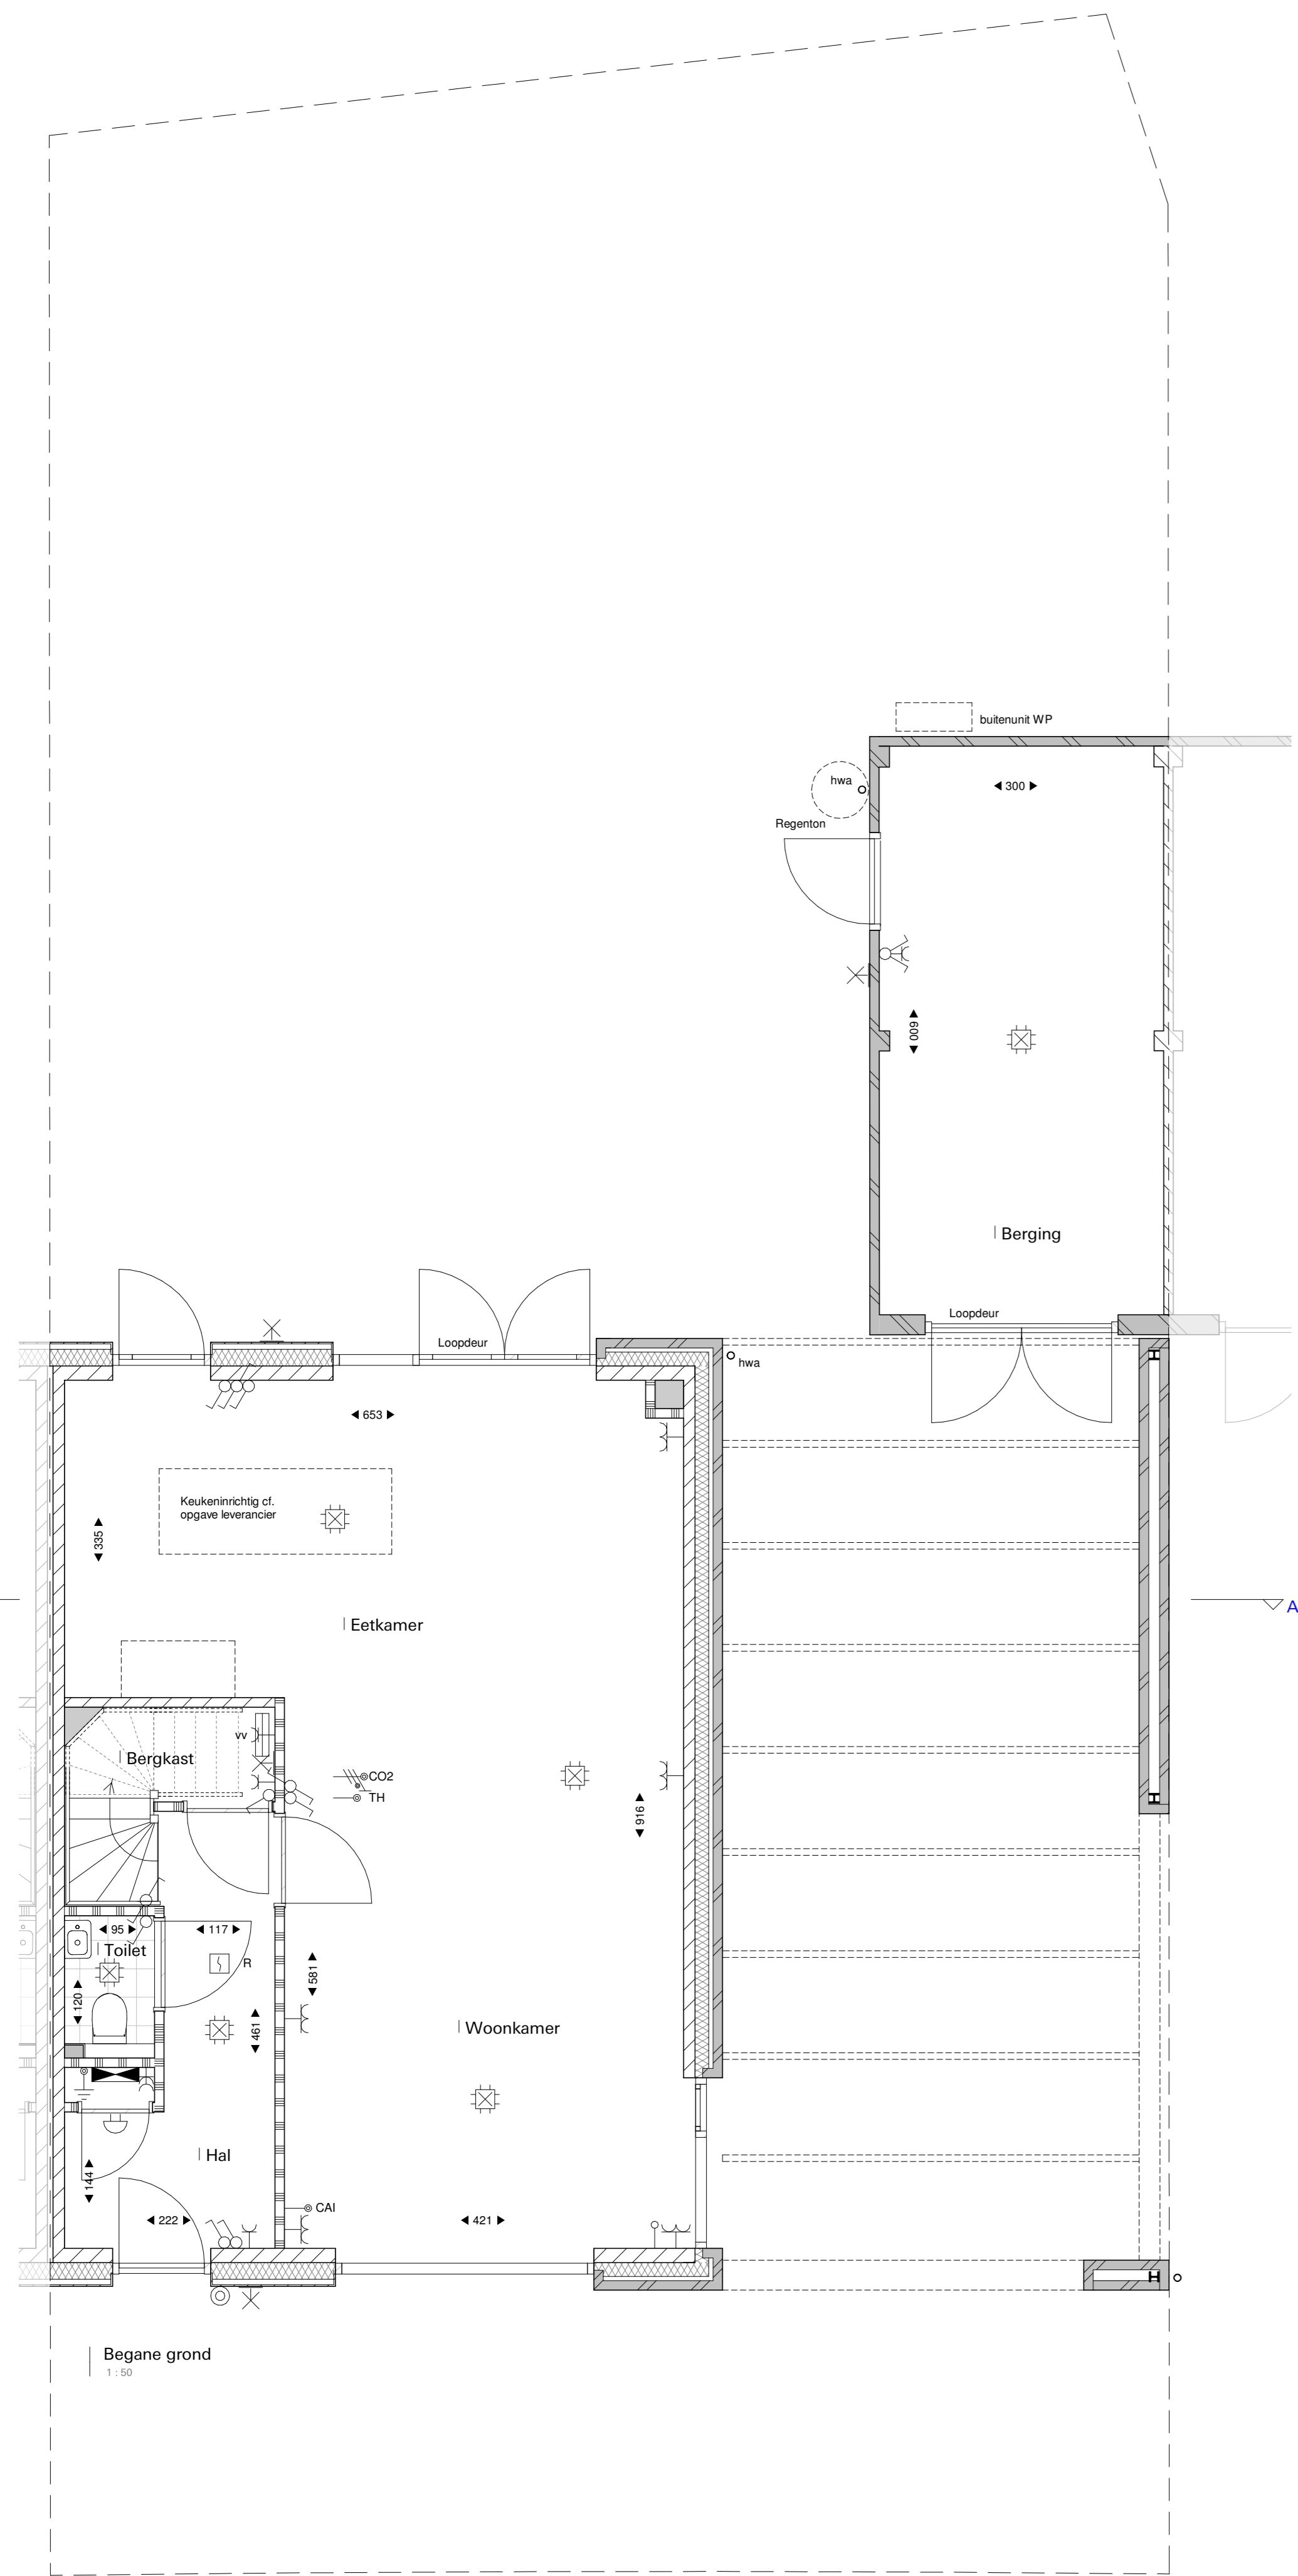 buitenunit WP
hwa
300
Regenton
600
Berging
Loopdeur
Loopdeur
hwa
653
Keukeninrichtig cf.
opgave leverancier
335
A
Eetkamer
vv
Bergkast
CO2
TH
916
95
117
Toilet
R
581
120
461
Woonkamer
Hal
144
CAI
222
421
Begane grond
1 : 50